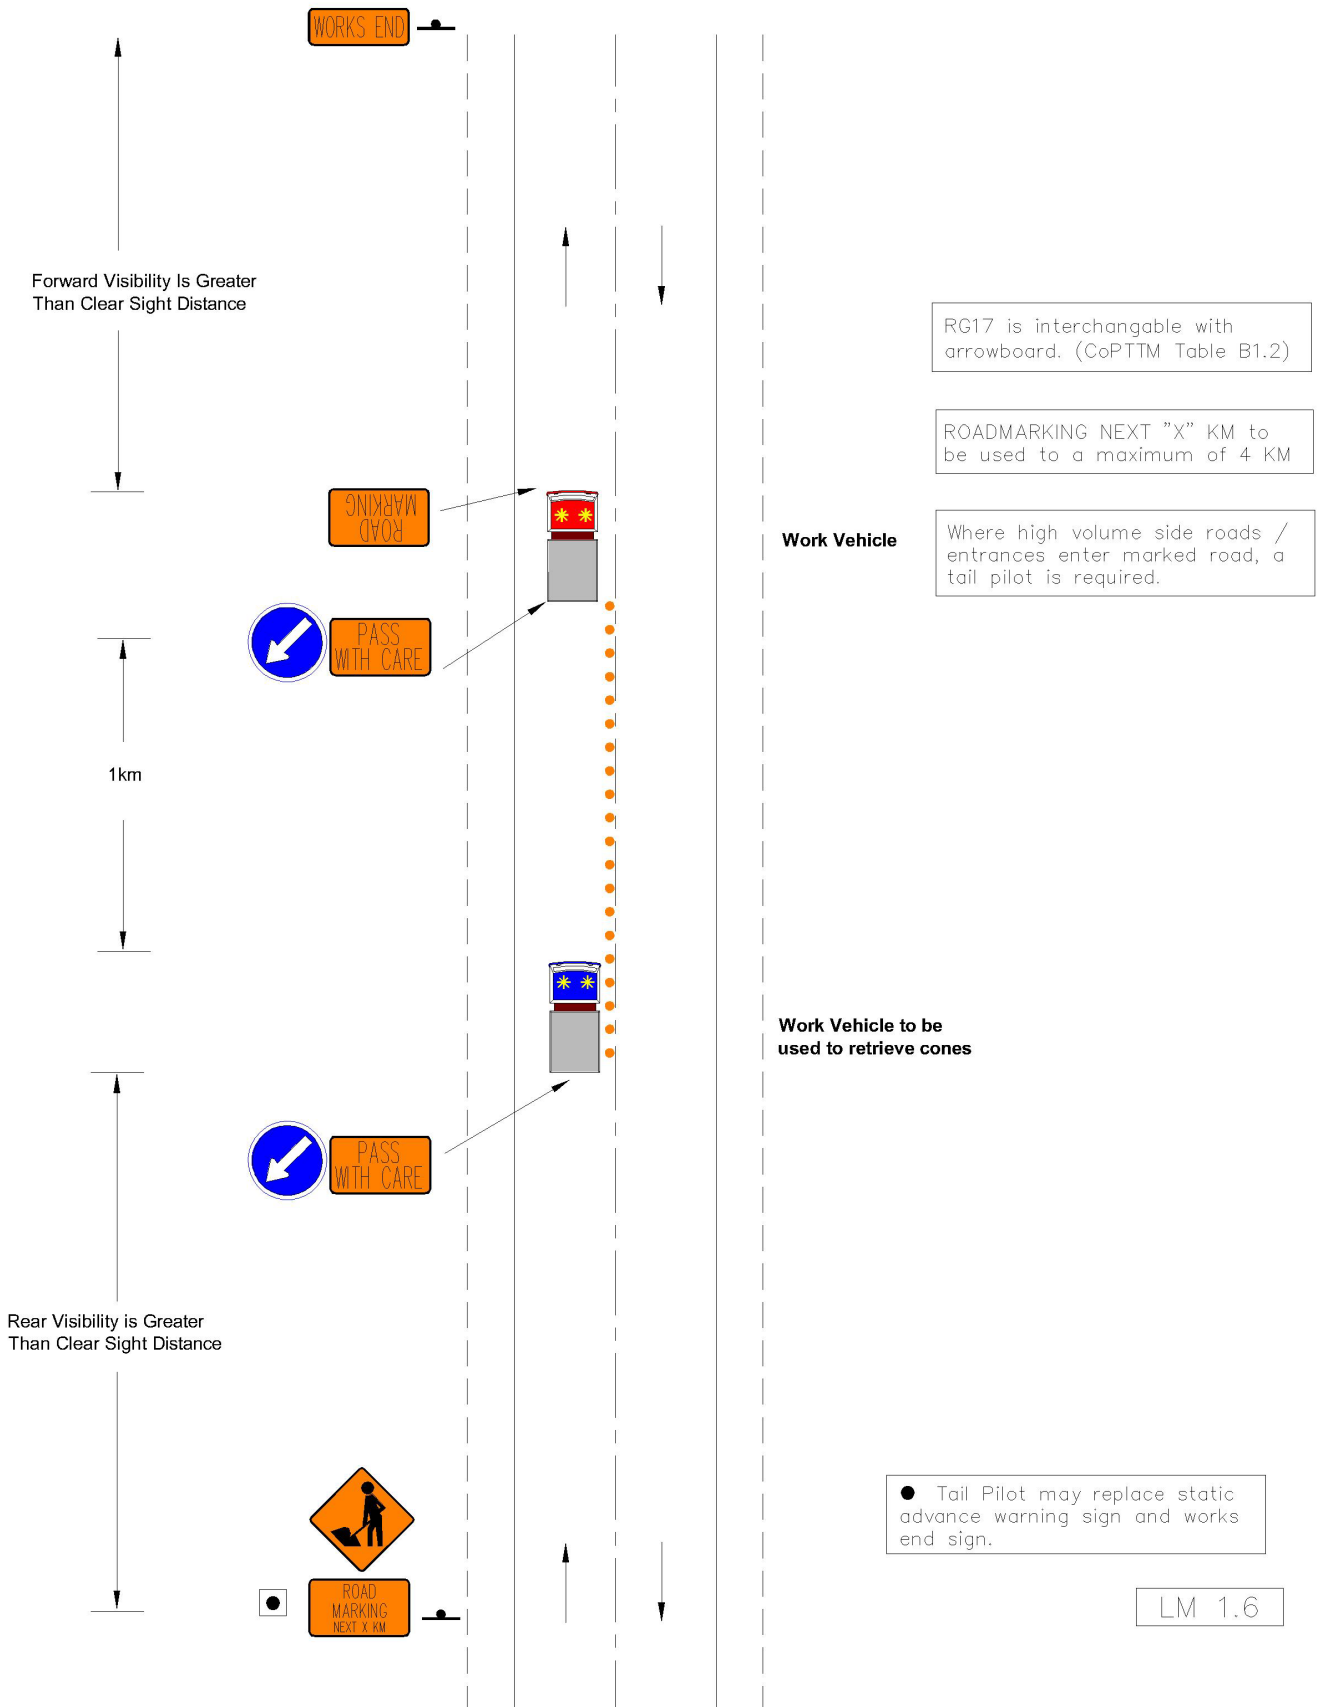 WORKS END
Forward Visibility Is Greater
Than Clear Sight Distance
RG17 is interchangable with
arrowboard. (CoPTTM Table B1.2)
ROADMARKING NEXT "X" KM to
be used to a maximum of 4 KM
ROAD
MARKING
Work Vehicle
Where high volume side roads /
entrances enter marked road, a
tail pilot is required.
PASS
WITH CARE
1km
Work Vehicle to be
used to retrieve cones
PASS
WITH CARE
Rear Visibility is Greater
Than Clear Sight Distance
● Tail Pilot may replace static
advance warning sign and works
end sign.
ROAD
MARKING
NEXT X KM
LM 1.6